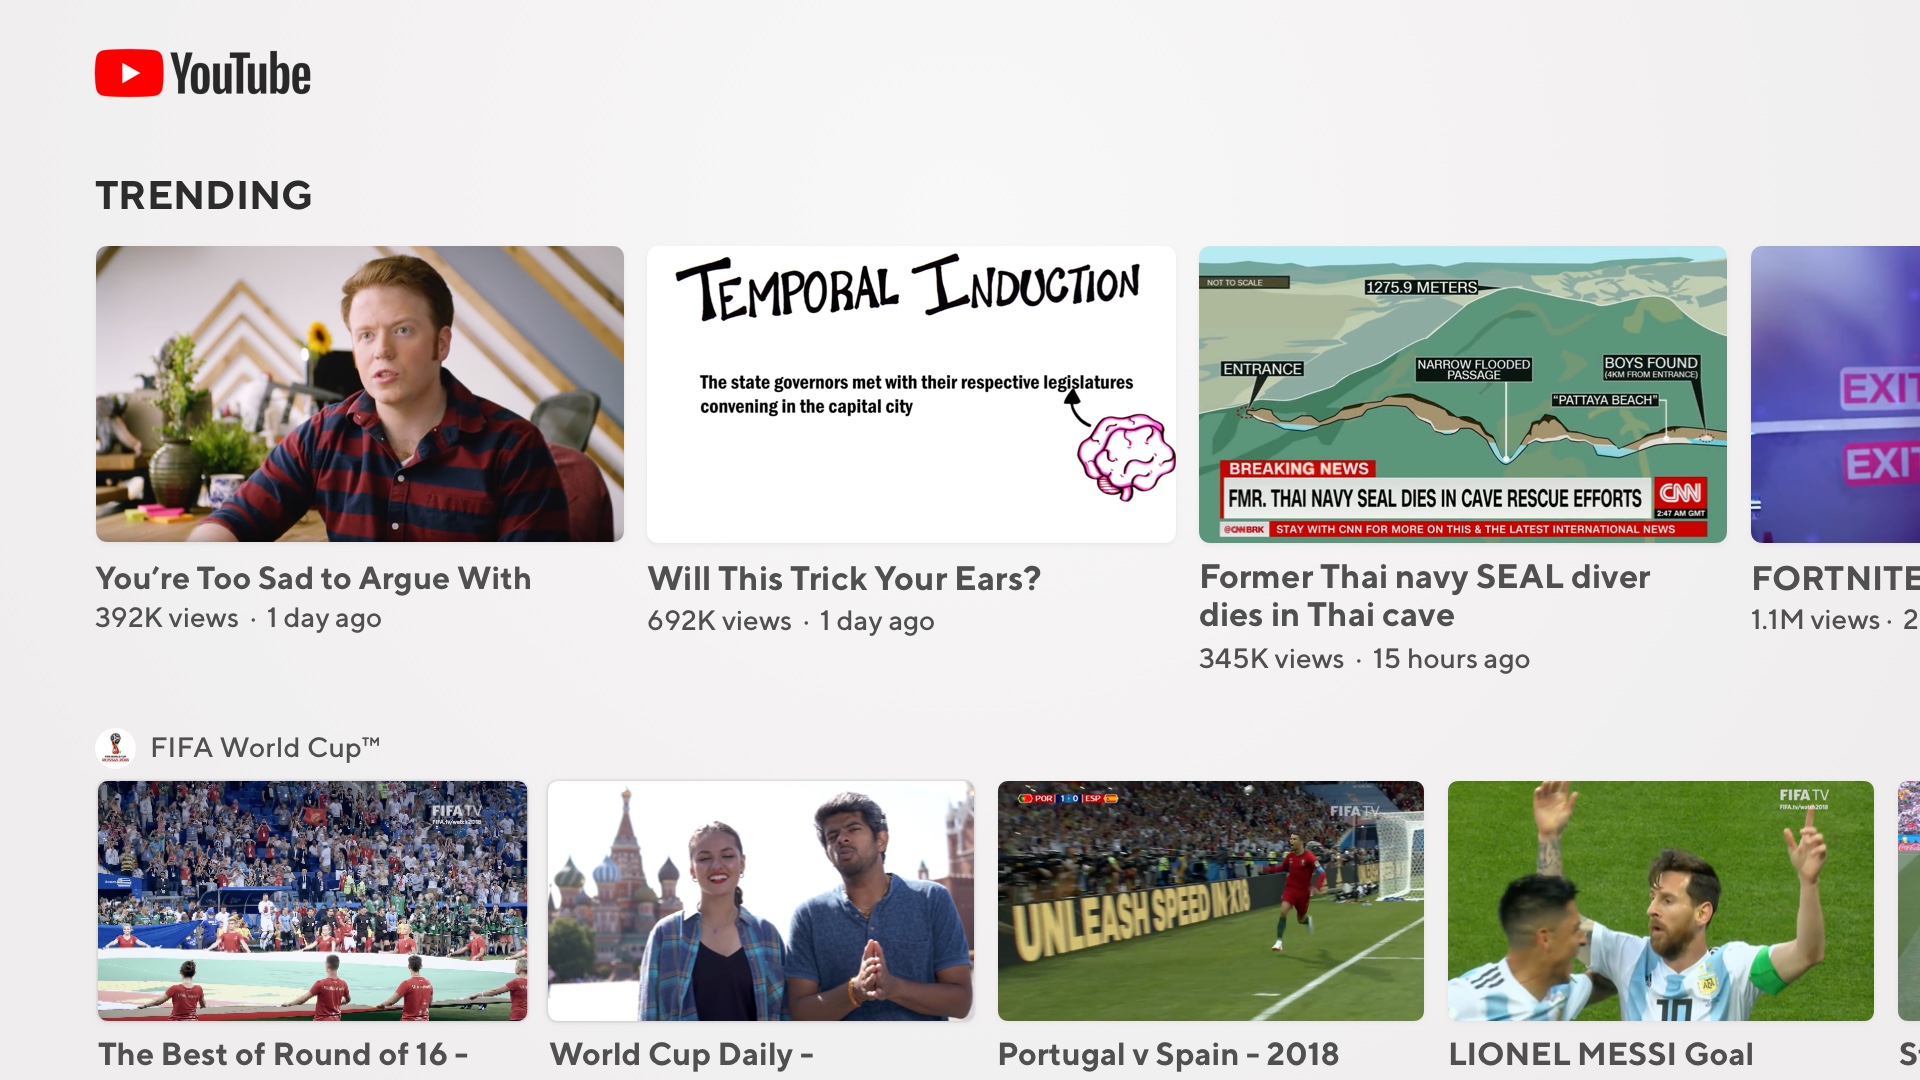 YouTube
TRENDING
TEMPORAL INDUCTION
The state governors met with their respective legislatures
convening in the capital city
NOT TO SCALE
1275.9 METERS
ENTRANCE
NARROW FLOODED
PASSAGE
BOYS FOUND
(4KM FROM ENTRANCE)
"PATTAYA BEACH"
BREAKING NEWS
FMR. THAI NAVY SEAL DIES IN CAVE RESCUE EFFORTS
CNN
2:47 AM GMT
@CNNBRK STAY WITH CNN FOR MORE ON THIS & THE LATEST INTERNATIONAL NEWS
EXIT
EXIT
You're Too Sad to Argue With
392K views · 1 day ago
Will This Trick Your Ears?
692K views · 1 day ago
Former Thai navy SEAL diver
dies in Thai cave
345K views · 15 hours ago
FORTNITE
1.1M views · 2
FIFA World Cup™
FIFA TV
FIFA.tv/watch2018
POR 1-0 ESP
FIFA TV
UNLEASH SPEED IN-X18
FIFA TV
FIFA.tv/watch2018
10
The Best of Round of 16 -
World Cup Daily -
Portugal v Spain - 2018
LIONEL MESSI Goal